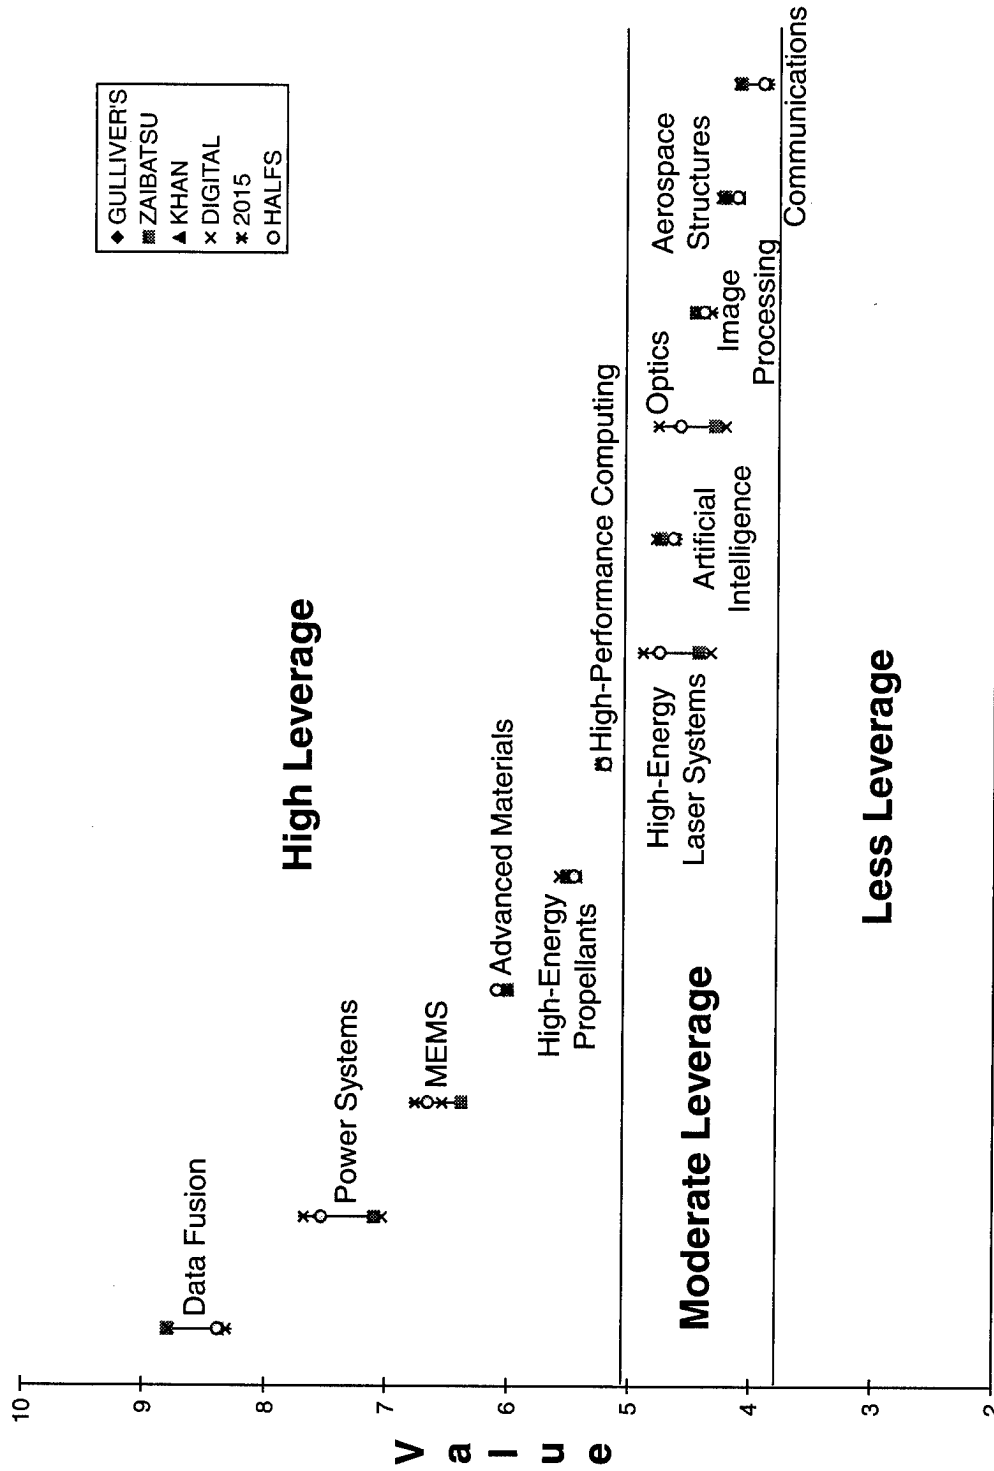 10
9
8
7
6
5
4
3
2
Value
◆ GULLIVER'S
■ ZAIBATSU
▲ KHAN
× DIGITAL
ж 2015
○ HALFS
High Leverage
Data Fusion
Power Systems
MEMS
Advanced Materials
High-Energy
Propellants
High-Performance Computing
Moderate Leverage
High-Energy
Laser Systems
Artificial
Intelligence
Optics
Image
Processing
Aerospace
Structures
Communications
Less Leverage